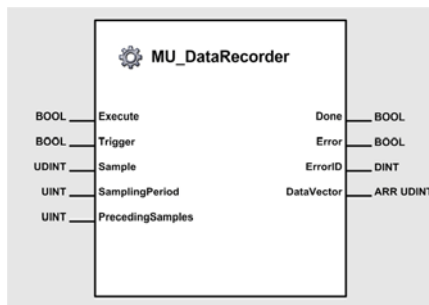 MU_DataRecorder
BOOL Execute Done BOOL
BOOL Trigger Error BOOL
UDINT Sample ErrorID DINT
UINT SamplingPeriod DataVector ARR UDINT
UINT PrecedingSamples